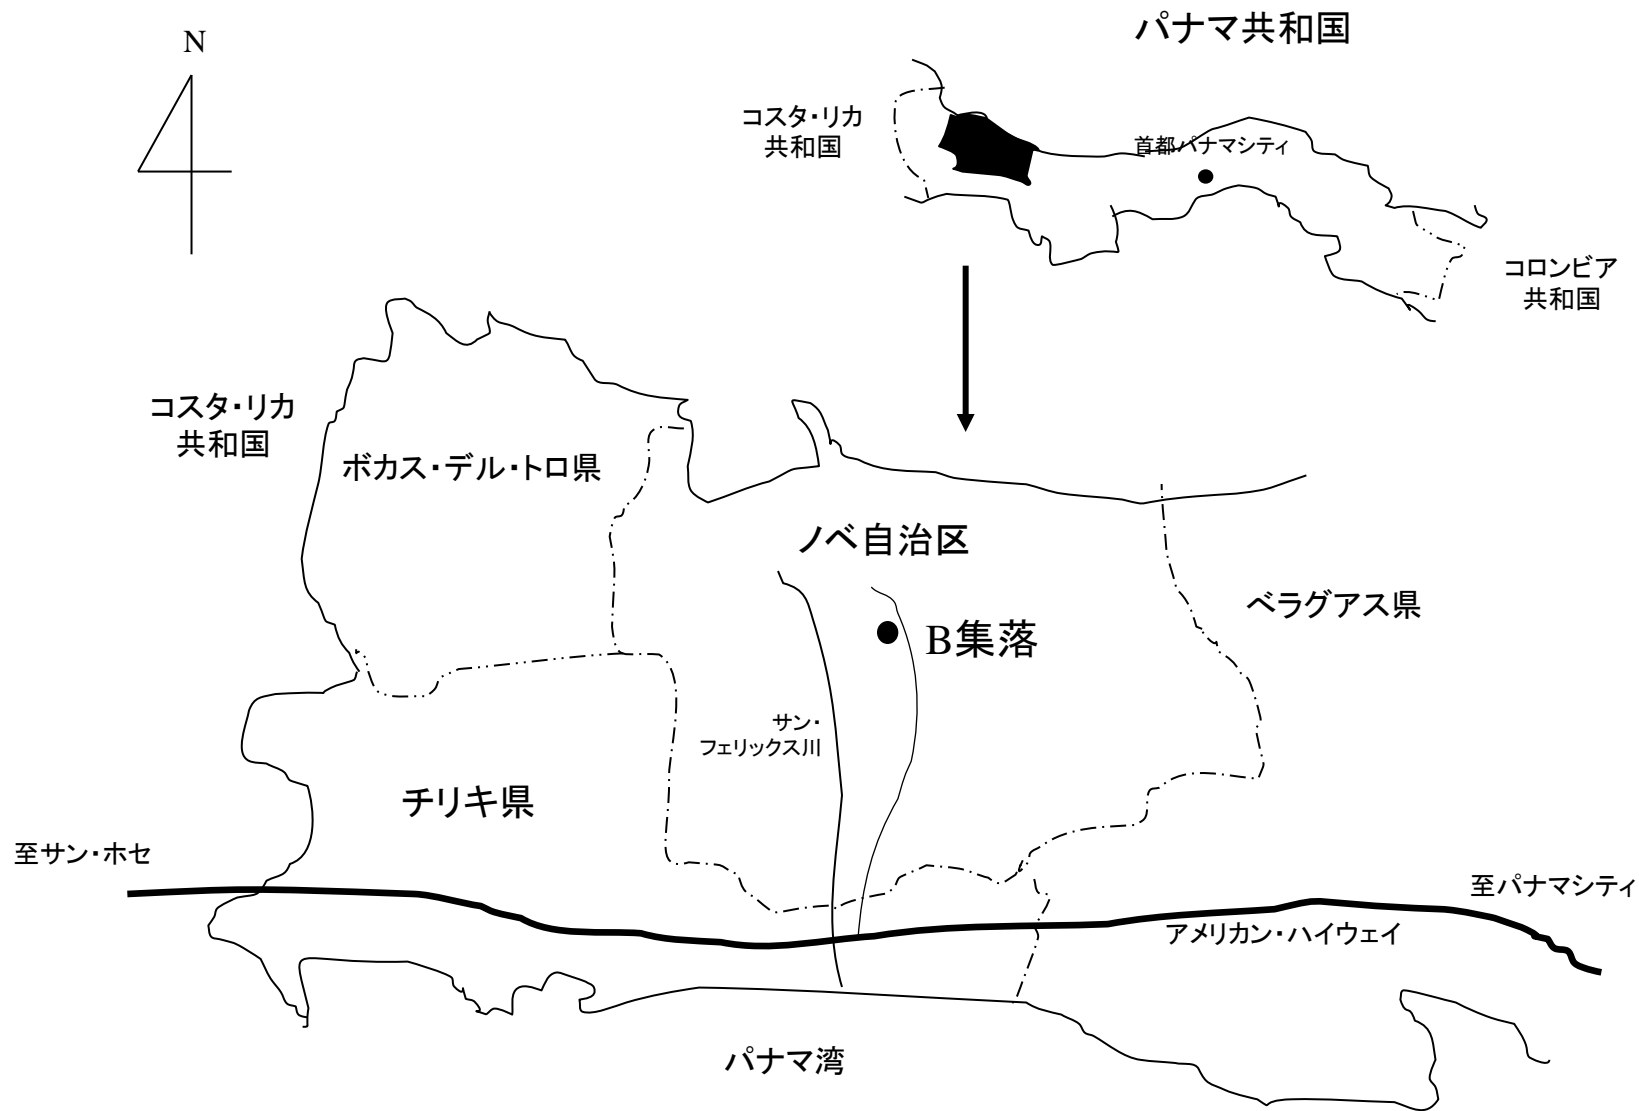 N
パナマ共和国
コスタ・リカ
共和国
首都パナマシティ
コロンビア
共和国
コスタ・リカ
共和国
ボカス・デル・トロ県
ノベ自治区
ベラグアス県
B集落
サン・
フェリックス川
チリキ県
至サン・ホセ
至パナマシティ
アメリカン・ハイウェイ
パナマ湾